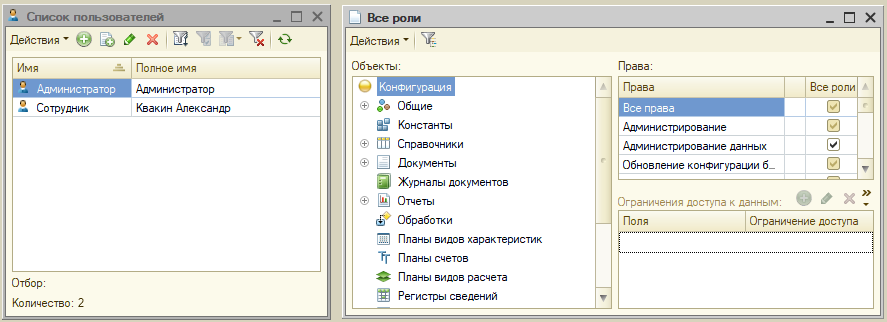 Список пользователей
Действия
Имя Полное имя
Администратор Администратор
Сотрудник Квакин Александр
Отбор:
Количество: 2
Все роли
Действия
Объекты:
Конфигурация
Общие
Константы
Справочники
Документы
Журналы документов
Отчеты
Обработки
Планы видов характеристик
Планы счетов
Планы видов расчета
Регистры сведений
Права:
Права Все роли
Все права
Администрирование
Администрирование данных
Обновление конфигурации б...
Ограничения доступа к данным:
Поля Ограничение доступа